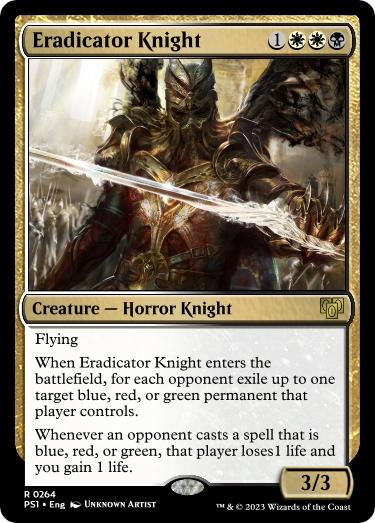 Eradicator Knight 1
Creature — Horror Knight
Flying
When Eradicator Knight enters the
battlefield, for each opponent exile up to one
target blue, red, or green permanent that
player controls.
Whenever an opponent casts a spell that is
blue, red, or green, that player loses1 life and
you gain 1 life.
3/3
R 0264
PS1 • Eng Unknown Artist
™ & © 2023 Wizards of the Coast